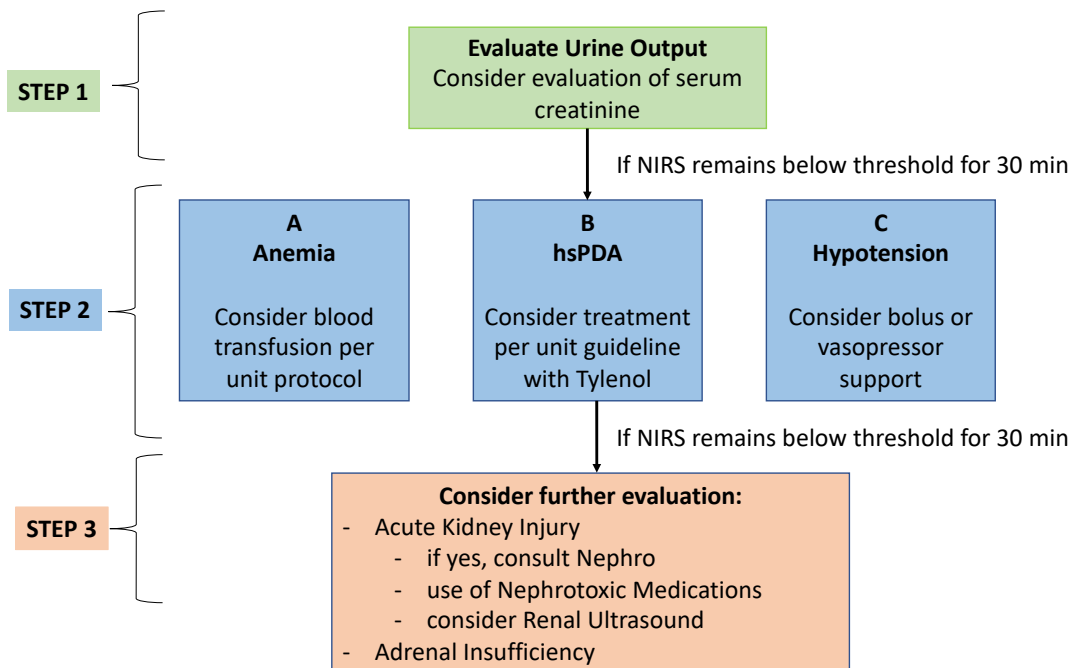 STEP 1
Evaluate Urine Output
Consider evaluation of serum
creatinine
If NIRS remains below threshold for 30 min
STEP 2
A
Anemia
Consider blood
transfusion per
unit protocol
B
hsPDA
Consider treatment
per unit guideline
with Tylenol
C
Hypotension
Consider bolus or
vasopressor
support
If NIRS remains below threshold for 30 min
STEP 3
Consider further evaluation:
- Acute Kidney Injury
- if yes, consult Nephro
- use of Nephrotoxic Medications
- consider Renal Ultrasound
- Adrenal Insufficiency